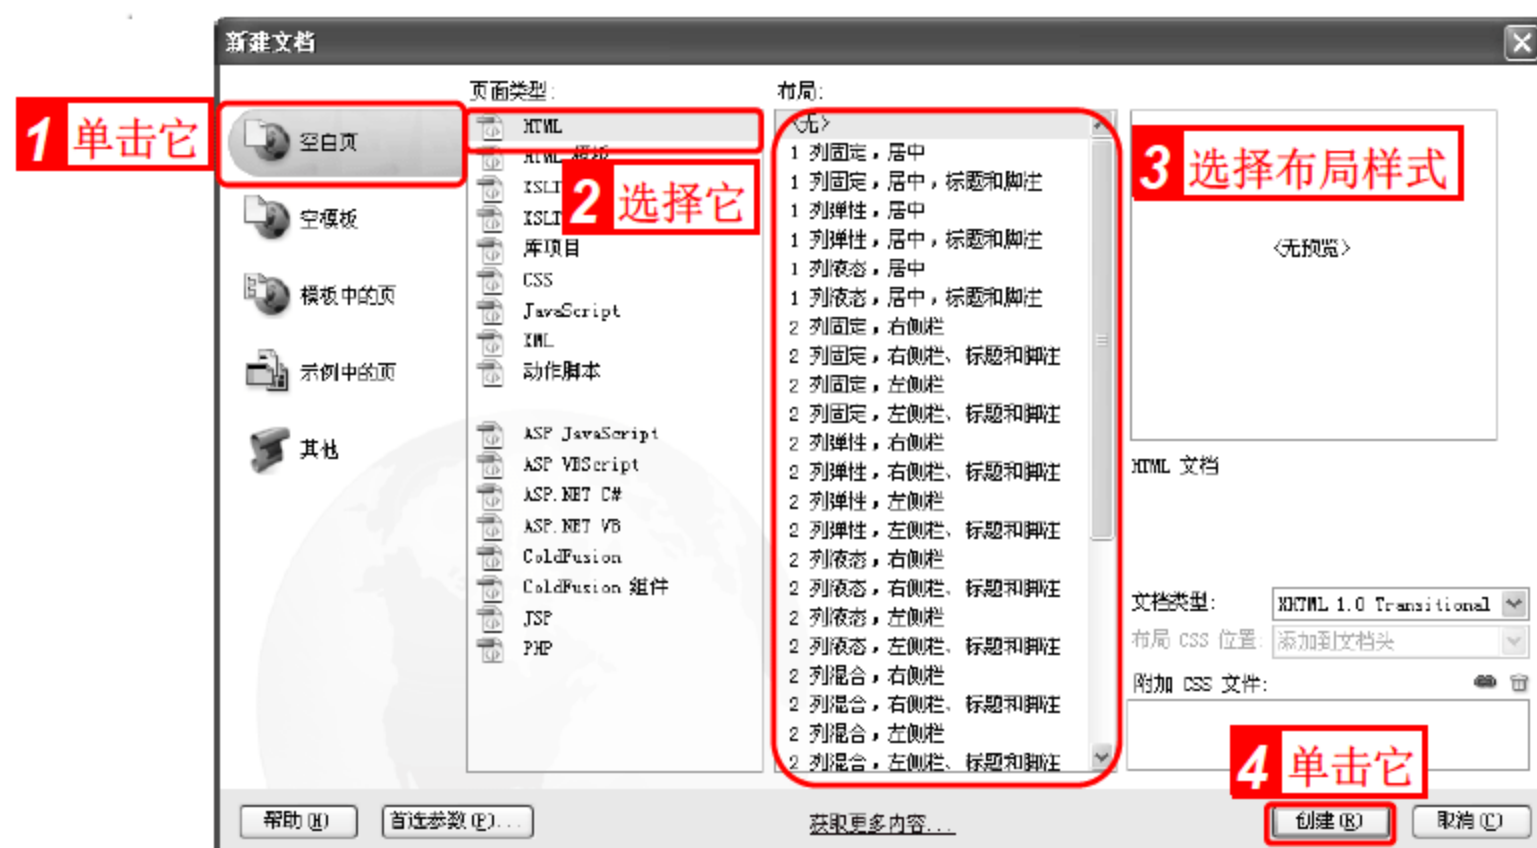 新建文档
页面类型:
布局:
1 单击它
空白页
空模板
模板中的页
示例中的页
其他
HTML
HTML 模板
XSLT
XSLT
库项目
CSS
JavaScript
XML
动作脚本
ASP JavaScript
ASP VBScript
ASP.NET C#
ASP.NET VB
ColdFusion
ColdFusion 组件
JSP
PHP
2 选择它
<无>
1 列固定，居中
1 列固定，居中，标题和脚注
1 列弹性，居中
1 列弹性，居中，标题和脚注
1 列液态，居中
1 列液态，居中，标题和脚注
2 列固定，右侧栏
2 列固定，右侧栏、标题和脚注
2 列固定，左侧栏
2 列固定，左侧栏、标题和脚注
2 列弹性，右侧栏
2 列弹性，右侧栏、标题和脚注
2 列弹性，左侧栏
2 列弹性，左侧栏、标题和脚注
2 列液态，右侧栏
2 列液态，右侧栏、标题和脚注
2 列液态，左侧栏
2 列液态，左侧栏、标题和脚注
2 列混合，右侧栏
2 列混合，右侧栏、标题和脚注
2 列混合，左侧栏
2 列混合，左侧栏、标题和脚注
3 选择布局样式
<无预览>
HTML 文档
文档类型: XHTML 1.0 Transitional
布局 CSS 位置: 添加到文档头
附加 CSS 文件:
4 单击它
帮助(H)
首选参数(P)...
获取更多内容...
创建(R)
取消(C)